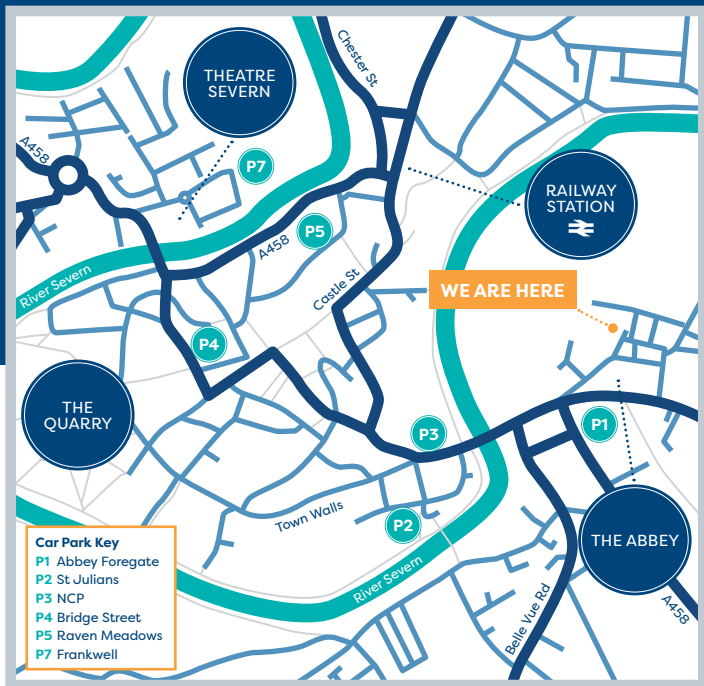 Chester St
THEATRE
SEVERN
A458
P7
RAILWAY
STATION
P5
A458
River Severn
Castle St
WE ARE HERE
P4
THE
QUARRY
P1
P3
Town Walls
P2
THE ABBEY
River Severn
Belle Vue Rd
A458
Car Park Key
P1 Abbey Foregate
P2 St Julians
P3 NCP
P4 Bridge Street
P5 Raven Meadows
P7 Frankwell